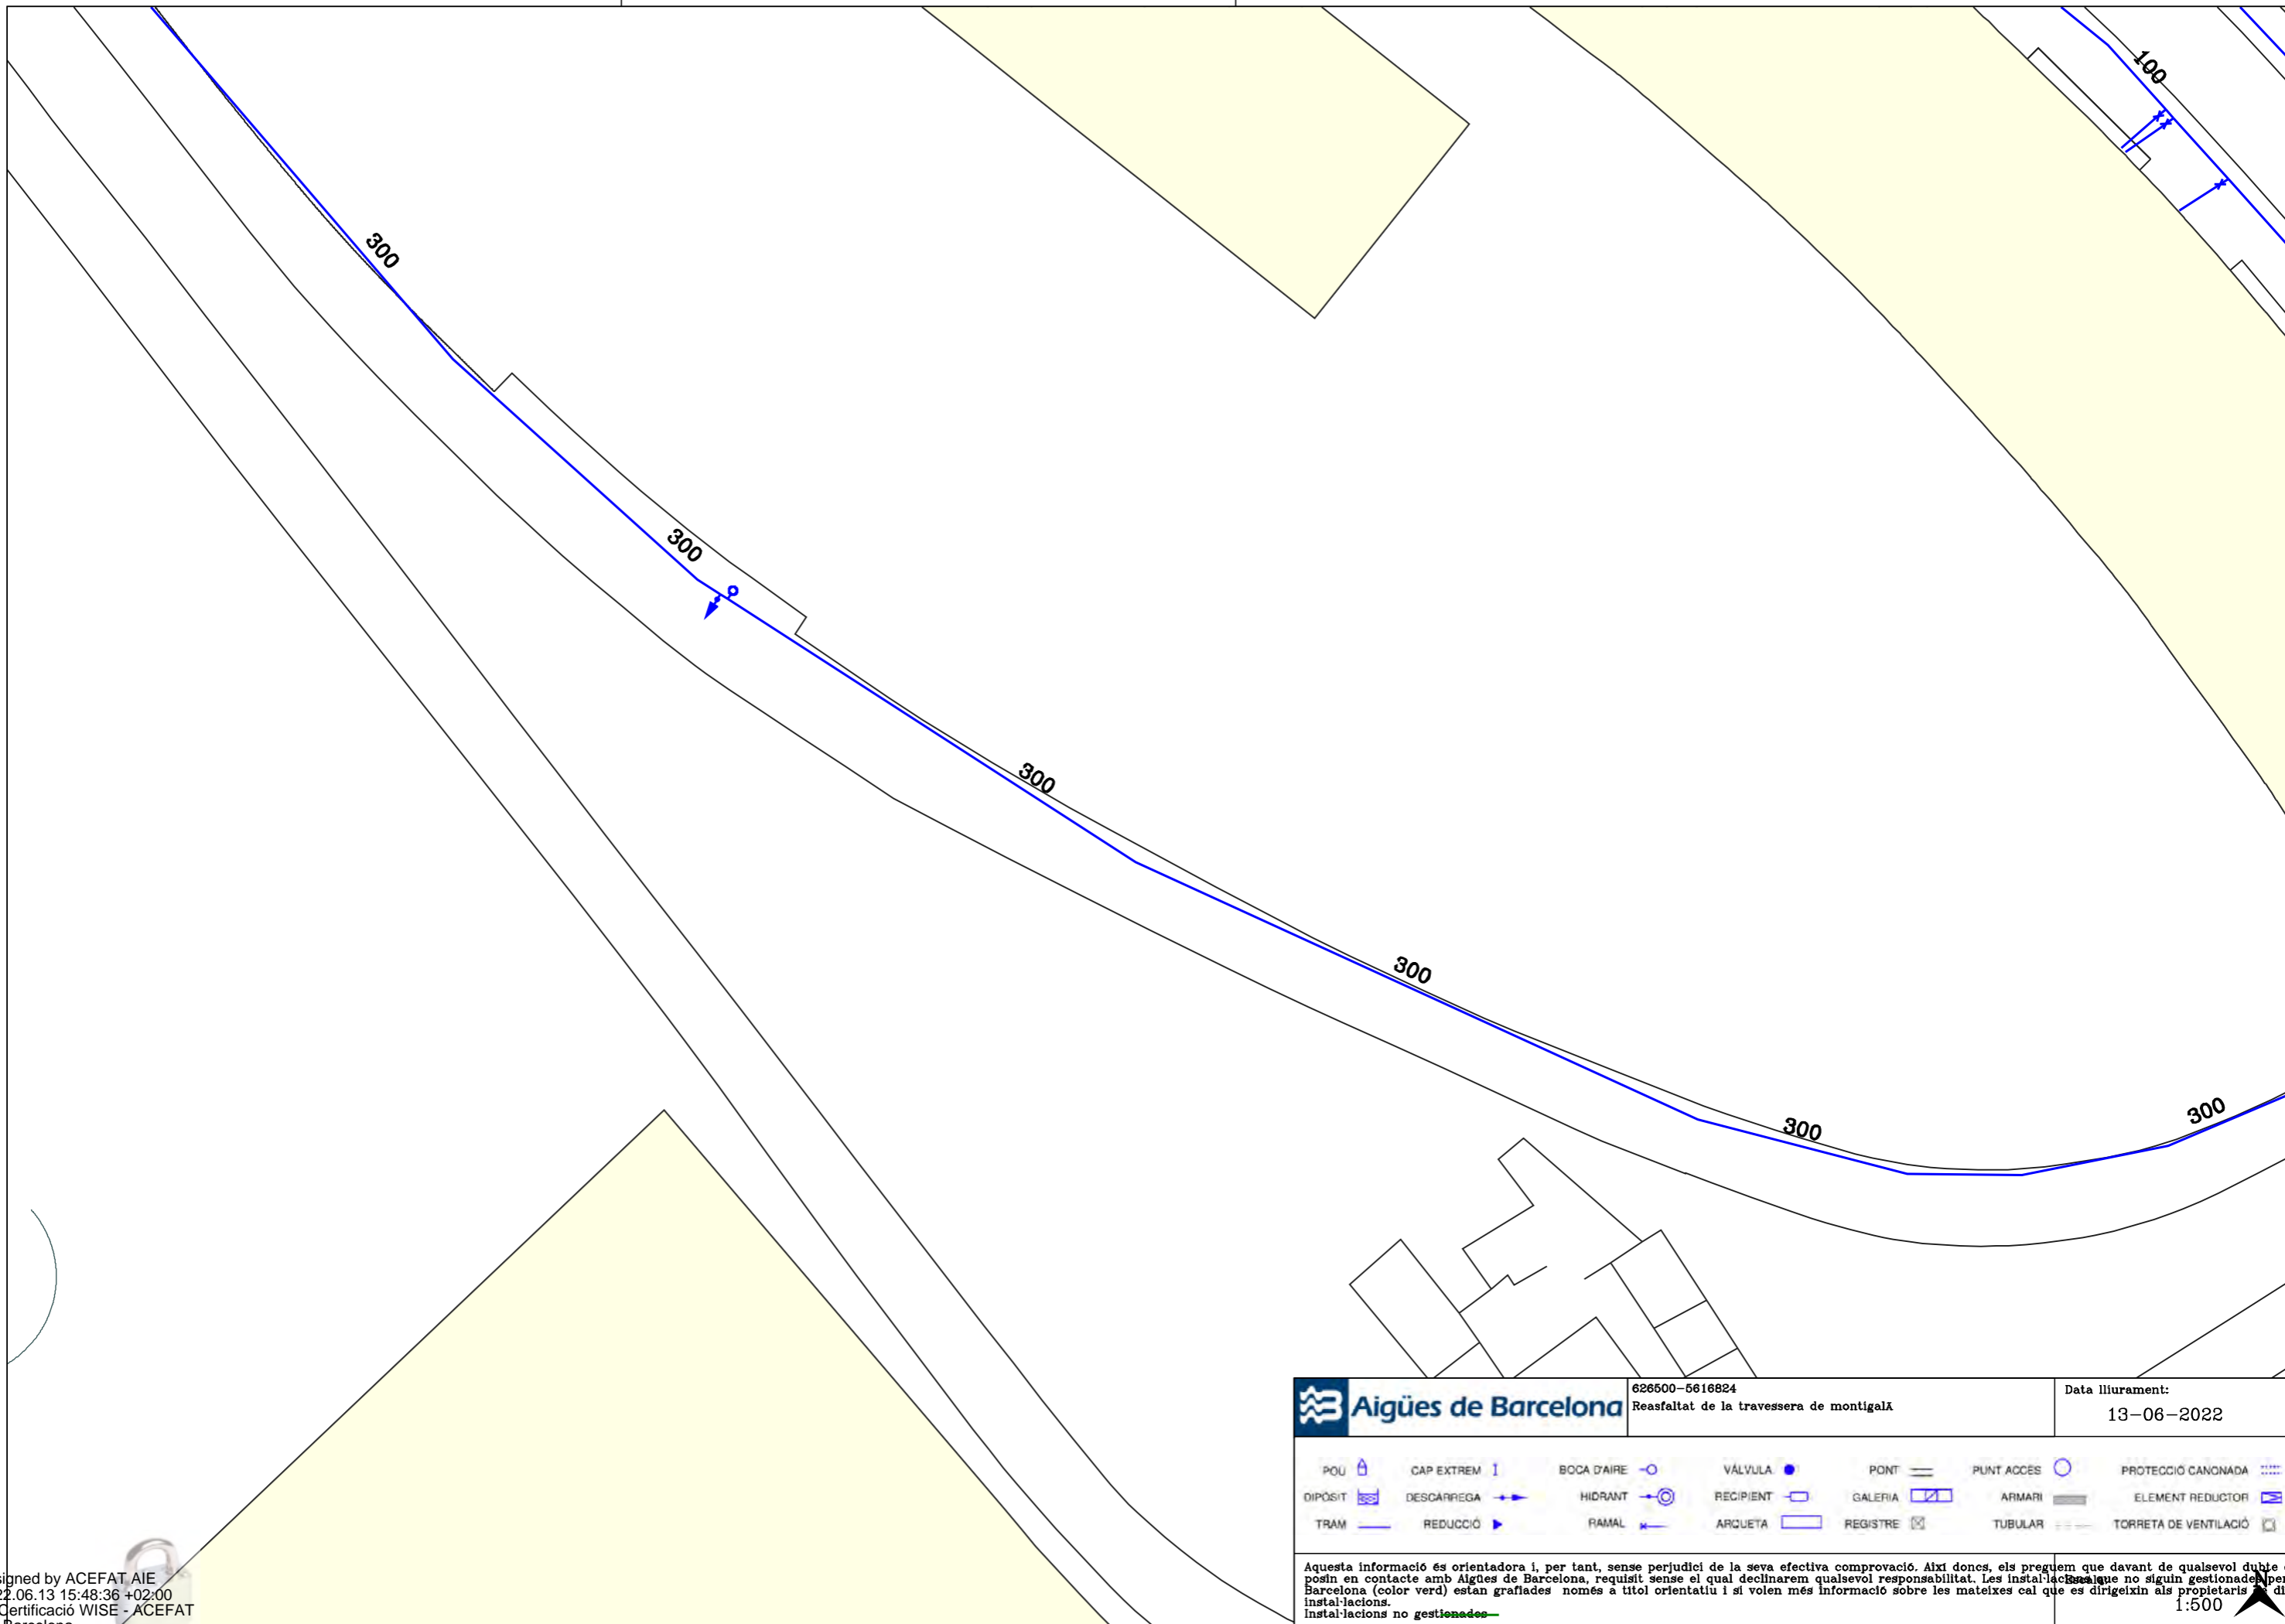 100
300
300
300
300
300
300
Aigües de Barcelona
626500-5616824
Reasfaltat de la travessera de montigalÃ
Data lliurament:
13-06-2022
POU CAP EXTREM BOCA D'AIRE VÀLVULA PONT PUNT ACCÉS PROTECCIÓ CANONADA
DIPÒSIT DESCÀRREGA HIDRANT RECIPIENT GALERIA ARMARI ELEMENT REDUCTOR
TRAM REDUCCIÓ RAMAL ARQUETA REGISTRE TUBULAR TORRETA DE VENTILACIÓ
Aquesta informació és orientadora i, per tant, sense perjudici de la seva efectiva comprovació. Així doncs, els preguem que davant de qualsevol dubte
posin en contacte amb Aigües de Barcelona, requisit sense el qual declinarem qualsevol responsabilitat. Les instal·lacions que no siguin gestionades per
Barcelona (color verd) estan grafiades només a títol orientatiu i si volen més informació sobre les mateixes cal que es dirigeixin als propietaris
instal·lacions.
Instal·lacions no gestionades
Escala:
1:500
N
igned by ACEFAT AIE
22.06.13 15:48:36 +02:00
Certificació WISE - ACEFAT
Barcelona